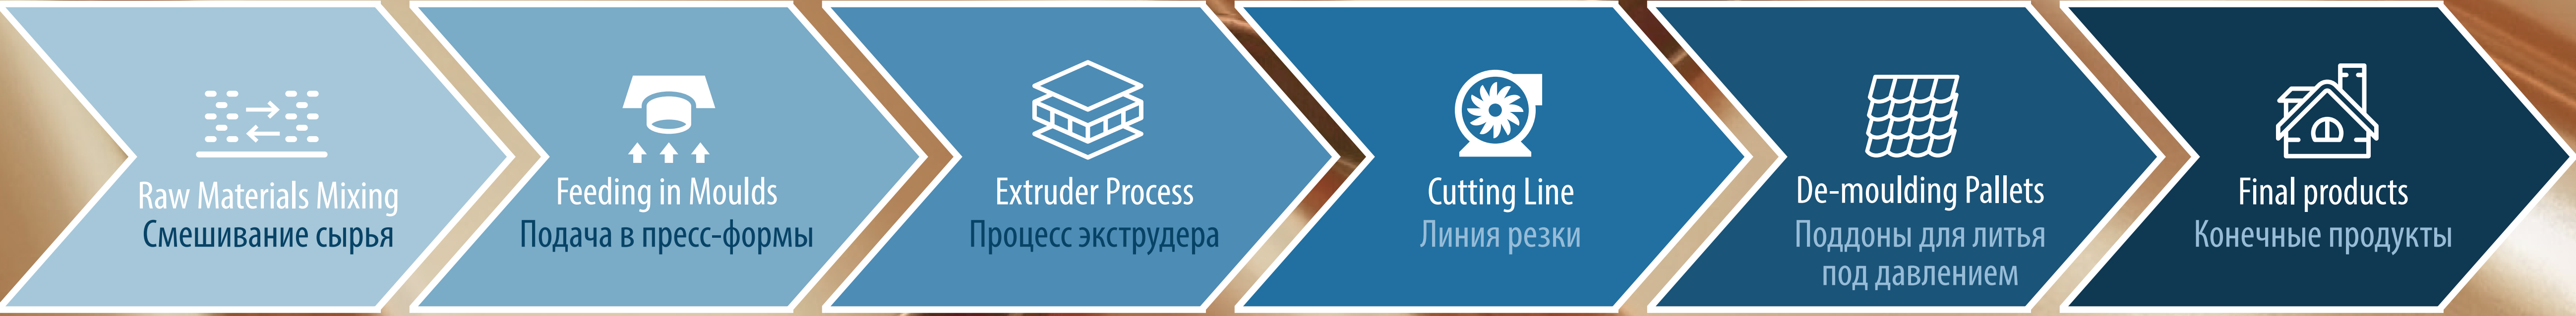 Raw Materials Mixing
Смешивание сырья
Feeding in Moulds
Подача в пресс-формы
Extruder Process
Процесс экструдера
Cutting Line
Линия резки
De-moulding Pallets
Поддоны для литья
под давлением
Final products
Конечные продукты